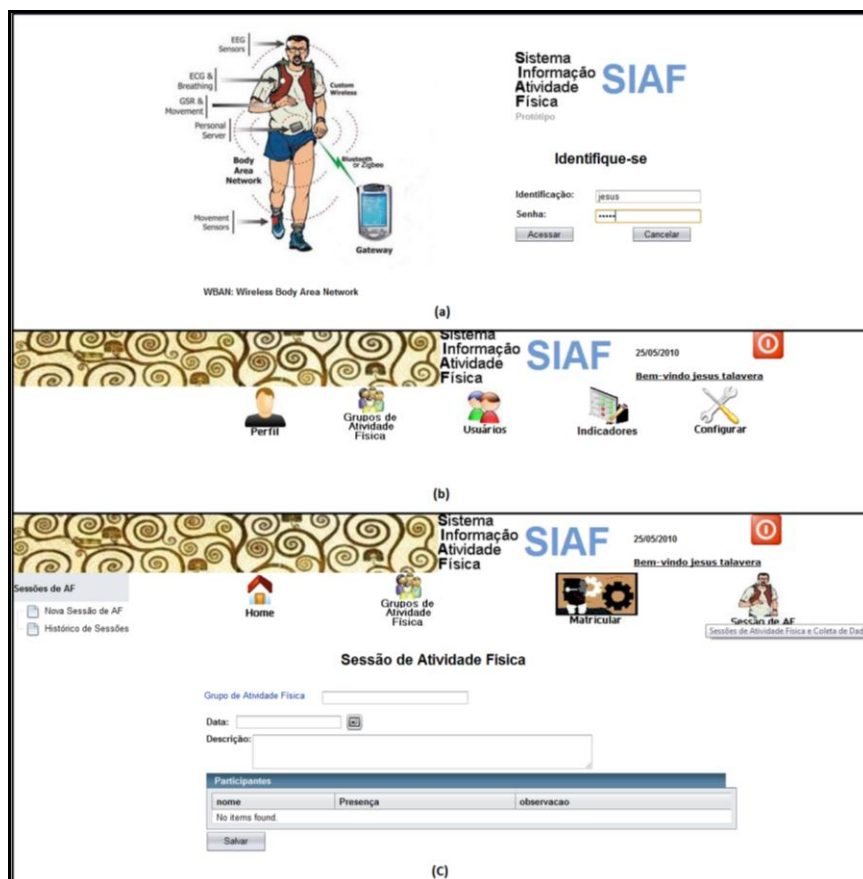 EEG
Sensors
ECG &
Breathing
GSR &
Movement
Personal
Server
Body
Area
Network
Movement
Sensors
Custom
Wireless
Bluetooth
or Zigbee
Gateway
WBAN: Wireless Body Area Network
Sistema
Informação
Atividade
Física
SIAF
Protótipo
Identifique-se
Identificação: jesus
Senha: •••••
Acessar Cancelar
(a)
Sistema
Informação
Atividade
Física
SIAF
25/05/2010
Bem-vindo jesus talavera
Perfil
Grupos de
Atividade
Física
Usuários
Indicadores
Configurar
(b)
Sistema
Informação
Atividade
Física
SIAF
25/05/2010
Bem-vindo jesus talavera
Sessões de AF
Nova Sessão de AF
Histórico de Sessões
Home
Grupos de
Atividade
Física
Matricular
Sessão de AF
Sessões de Atividade Física e Coleta de Dad
Sessão de Atividade Fisica
Grupo de Atividade Física
Data:
Descrição:
Participantes
nome Presença observacao
No items found.
Salvar
(C)